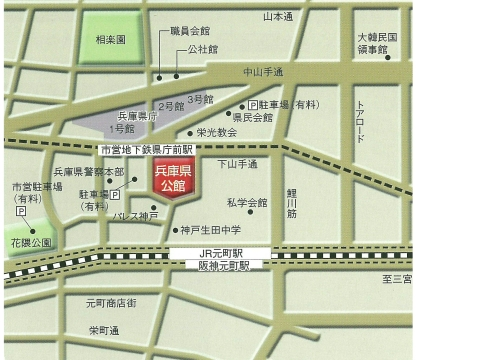 山本通
相楽園
職員会館
公社館
大韓民国
領事館
中山手通
3号館
2号館
兵庫県庁
1号館
P駐車場(有料)
県民会館
トアロード
栄光教会
市営地下鉄県庁前駅
兵庫県警察本部
兵庫県
公館
下山手通
市営駐車場
(有料)
P
駐車場P
(有料)
鯉川筋
パレス神戸
私学会館
神戸生田中学
花隈公園
JR元町駅
阪神元町駅
至三宮
元町商店街
栄町通